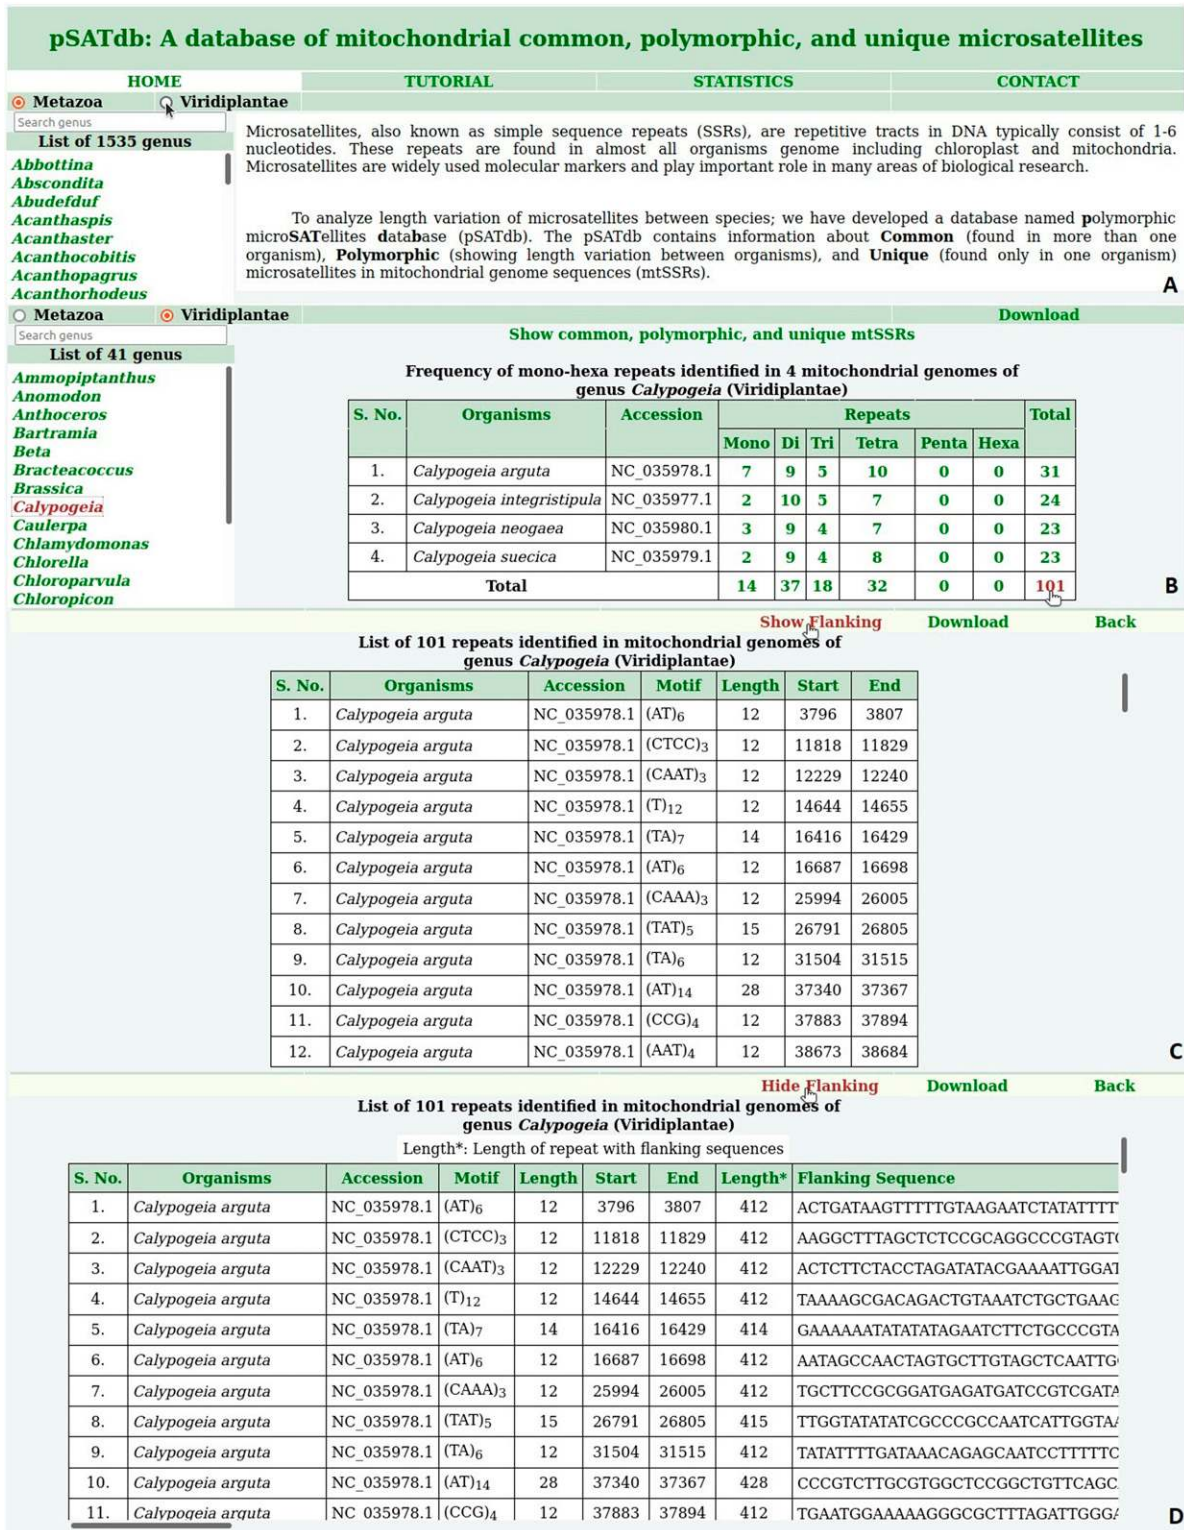 pSATdb: A database of mitochondrial common, polymorphic, and unique microsatellites
HOME TUTORIAL STATISTICS CONTACT
Metazoa Viridiplantae
Search genus
List of 1535 genus
Abbottina
Abscondita
Abudefduf
Acanthaspis
Acanthaster
Acanthocobitis
Acanthopagrus
Acanthorhodeus
Microsatellites, also known as simple sequence repeats (SSRs), are repetitive tracts in DNA typically consist of 1-6
nucleotides. These repeats are found in almost all organisms genome including chloroplast and mitochondria.
Microsatellites are widely used molecular markers and play important role in many areas of biological research.
To analyze length variation of microsatellites between species; we have developed a database named polymorphic
microSATellites database (pSATdb). The pSATdb contains information about Common (found in more than one
organism), Polymorphic (showing length variation between organisms), and Unique (found only in one organism)
microsatellites in mitochondrial genome sequences (mtSSRs).
A
Metazoa Viridiplantae Download
Search genus
List of 41 genus
Ammopiptanthus
Anomodon
Anthoceros
Bartramia
Beta
Bracteacoccus
Brassica
Calypogeia
Caulerpa
Chlamydomonas
Chlorella
Chloroparvula
Chloropicon
Show common, polymorphic, and unique mtSSRs
Frequency of mono-hexa repeats identified in 4 mitochondrial genomes of
genus Calypogeia (Viridiplantae)
S. No. Organisms Accession Repeats Total
Mono Di Tri Tetra Penta Hexa
1. Calypogeia arguta NC_035978.1 7 9 5 10 0 0 31
2. Calypogeia integristipula NC_035977.1 2 10 5 7 0 0 24
3. Calypogeia neogaea NC_035980.1 3 9 4 7 0 0 23
4. Calypogeia suecica NC_035979.1 2 9 4 8 0 0 23
Total 14 37 18 32 0 0 101
B
Show Flanking Download Back
List of 101 repeats identified in mitochondrial genomes of
genus Calypogeia (Viridiplantae)
S. No. Organisms Accession Motif Length Start End
1. Calypogeia arguta NC_035978.1 (AT)6 12 3796 3807
2. Calypogeia arguta NC_035978.1 (CTCC)3 12 11818 11829
3. Calypogeia arguta NC_035978.1 (CAAT)3 12 12229 12240
4. Calypogeia arguta NC_035978.1 (T)12 12 14644 14655
5. Calypogeia arguta NC_035978.1 (TA)7 14 16416 16429
6. Calypogeia arguta NC_035978.1 (AT)6 12 16687 16698
7. Calypogeia arguta NC_035978.1 (CAAA)3 12 25994 26005
8. Calypogeia arguta NC_035978.1 (TAT)5 15 26791 26805
9. Calypogeia arguta NC_035978.1 (TA)6 12 31504 31515
10. Calypogeia arguta NC_035978.1 (AT)14 28 37340 37367
11. Calypogeia arguta NC_035978.1 (CCG)4 12 37883 37894
12. Calypogeia arguta NC_035978.1 (AAT)4 12 38673 38684
C
Hide Flanking Download Back
List of 101 repeats identified in mitochondrial genomes of
genus Calypogeia (Viridiplantae)
Length*: Length of repeat with flanking sequences
S. No. Organisms Accession Motif Length Start End Length* Flanking Sequence
1. Calypogeia arguta NC_035978.1 (AT)6 12 3796 3807 412 ACTGATAAGTTTTTGTAAGAATCTATATTTT
2. Calypogeia arguta NC_035978.1 (CTCC)3 12 11818 11829 412 AAGGCTTTAGCTCTCCGCAGGCCCGTAGT
3. Calypogeia arguta NC_035978.1 (CAAT)3 12 12229 12240 412 ACTCTTCTACCTAGATATACGAAAATTGGAT
4. Calypogeia arguta NC_035978.1 (T)12 12 14644 14655 412 TAAAAGCGACAGACTGTAAATCTGCTGAAG
5. Calypogeia arguta NC_035978.1 (TA)7 14 16416 16429 414 GAAAAAATATATATAGAATCTTCTGCCCGTA
6. Calypogeia arguta NC_035978.1 (AT)6 12 16687 16698 412 AATAGCCAACTAGTGCTTGTAGCTCAATTG
7. Calypogeia arguta NC_035978.1 (CAAA)3 12 25994 26005 412 TGCTTCCGCGGATGAGATGATCCGTCGATA
8. Calypogeia arguta NC_035978.1 (TAT)5 15 26791 26805 415 TTGGTATATATCGCCCGCCAATCATTGGTAA
9. Calypogeia arguta NC_035978.1 (TA)6 12 31504 31515 412 TATATTTTGATAAACAGAGCAATCCTTTTTC
10. Calypogeia arguta NC_035978.1 (AT)14 28 37340 37367 428 CCCGTCTTGCGTGGCTCCGGCTGTTCAGC
11. Calypogeia arguta NC_035978.1 (CCG)4 12 37883 37894 412 TGAATGGAAAAAGGGCGCTTTAGATTGGGA
D